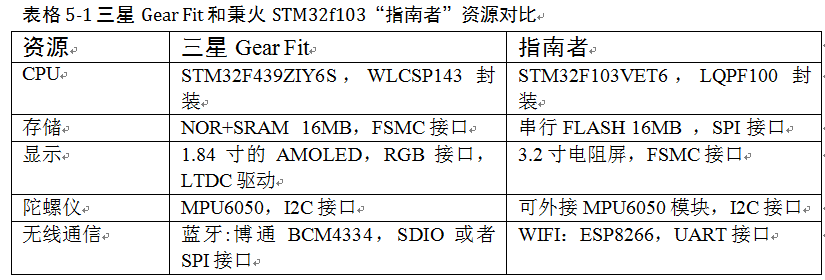 表格 5-1 三星 Gear Fit 和秉火 STM32f103“指南者”资源对比
资源 三星 Gear Fit 指南者
CPU STM32F439ZIY6S，WLCSP143 封 STM32F103VET6，LQPF100 封
装 装
存储 NOR+SRAM 16MB，FSMC 接口 串行 FLASH 16MB ，SPI 接口
显示 1.84 寸的 AMOLED，RGB 接口， 3.2 寸电阻屏，FSMC 接口
LTDC 驱动
陀螺仪 MPU6050，I2C 接口 可外接 MPU6050 模块，I2C 接口
无线通信 蓝牙:博通 BCM4334，SDIO 或者 WIFI：ESP8266，UART 接口
SPI 接口